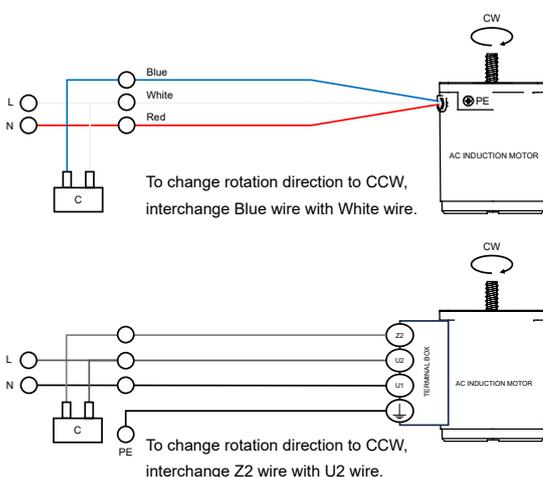 CW
Blue
White
L
PE
Red
N
AC INDUCTION MOTOR
C
To change rotation direction to CCW,
interchange Blue wire with White wire.
CW
Z2
L
U2
TERMINAL BOX
N
U1
AC INDUCTION MOTOR
C
PE
To change rotation direction to CCW,
interchange Z2 wire with U2 wire.